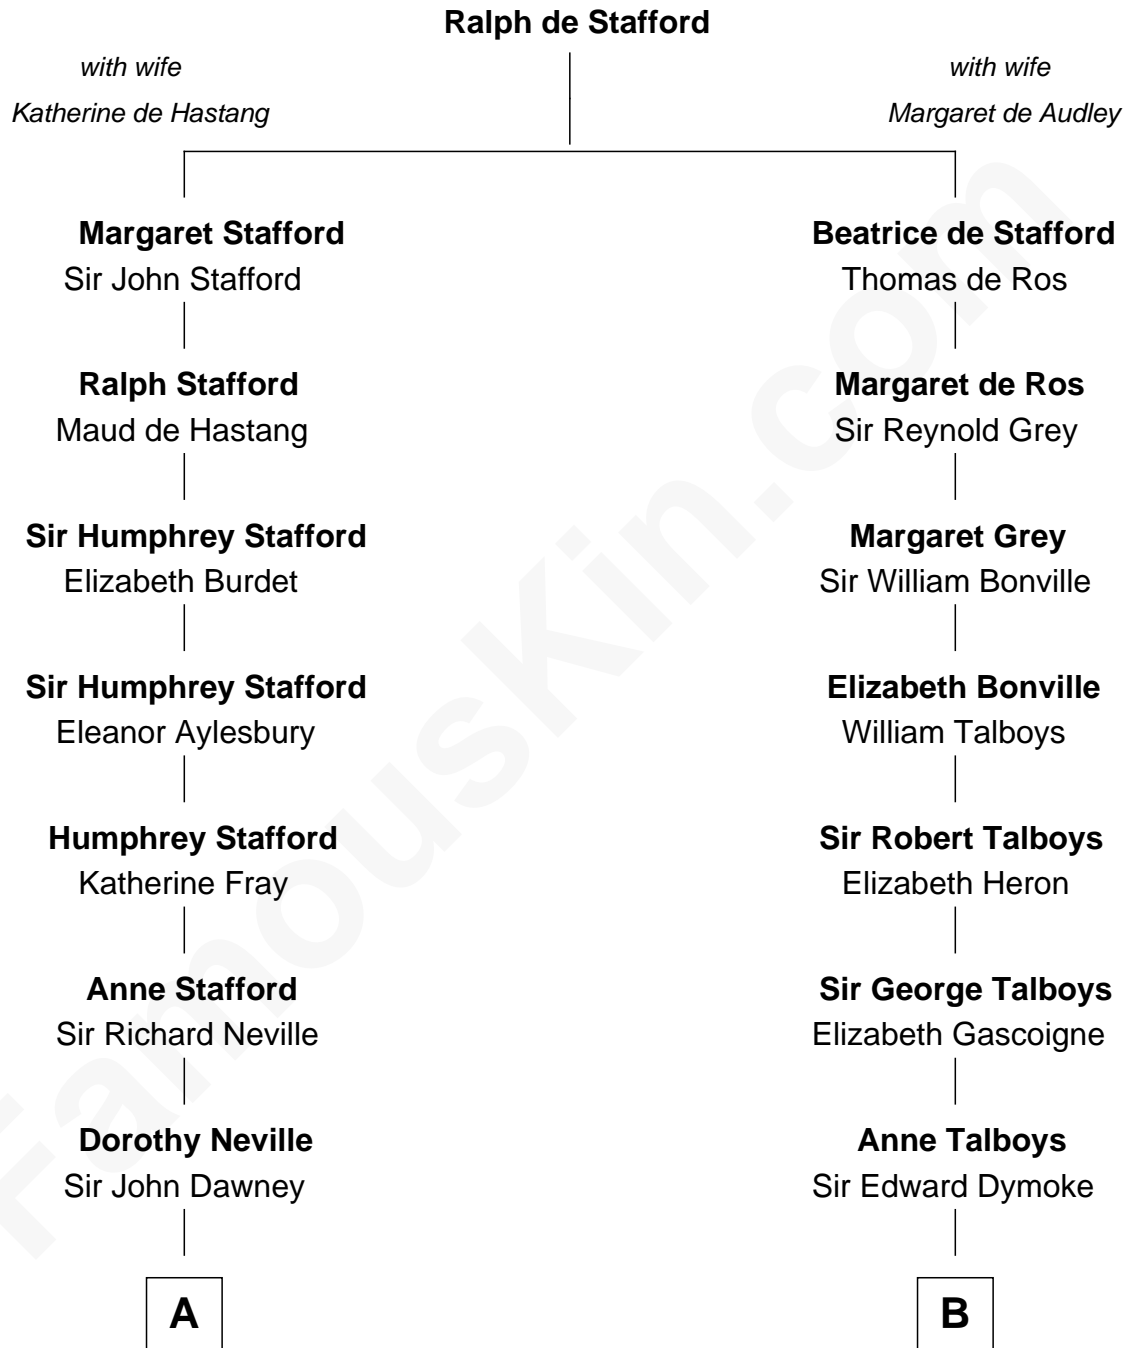 Ralph de Stafford
with wife
Katherine de Hastang
with wife
Margaret de Audley
Margaret Stafford
Sir John Stafford
Ralph Stafford
Maud de Hastang
Sir Humphrey Stafford
Elizabeth Burdet
Sir Humphrey Stafford
Eleanor Aylesbury
Humphrey Stafford
Katherine Fray
Anne Stafford
Sir Richard Neville
Dorothy Neville
Sir John Dawney
A
Beatrice de Stafford
Thomas de Ros
Margaret de Ros
Sir Reynold Grey
Margaret Grey
Sir William Bonville
Elizabeth Bonville
William Talboys
Sir Robert Talboys
Elizabeth Heron
Sir George Talboys
Elizabeth Gascoigne
Anne Talboys
Sir Edward Dymoke
B
FamousKin.com